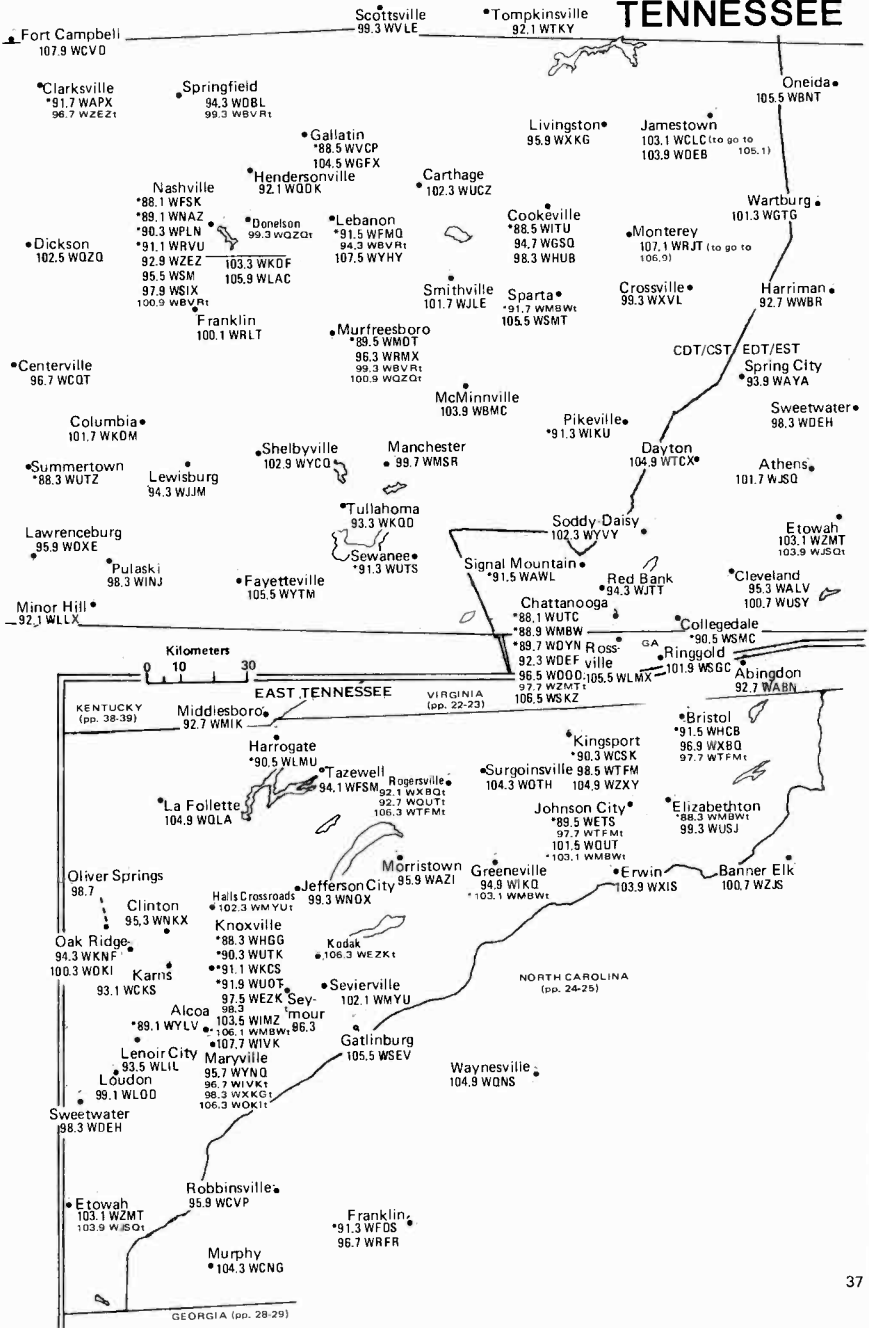 TENNESSEE
Scottsville
99.3 WVLE
Tompkinsville
92.1 WTKY
Fort Campbell
107.9 WCVD
Clarksville
*91.7 WAPX
96.7 WZEZt
Springfield
94.3 WDBL
99.3 WBVRt
Oneida
105.5 WBNT
Gallatin
*88.5 WVCP
104.5 WGFX
Livingston
95.9 WXKG
Jamestown
103.1 WCLC (to go to
105.1)
103.9 WDEB
Hendersonville
92.1 WQDK
Carthage
102.3 WUCZ
Nashville
*88.1 WFSK
*89.1 WNAZ
*90.3 WPLN
*91.1 WRVU
92.9 WZEZ
95.5 WSM
97.9 WSIX
100.9 WBVRt
103.3 WKDF
105.9 WLAC
Donelson
99.3 WQZQt
Lebanon
*91.5 WFMQ
94.3 WBVRt
107.5 WYHY
Cookeville
*88.5 WITU
94.7 WGSQ
98.3 WHUB
Wartburg
101.3 WGTG
Dickson
102.5 WQZQ
Monterey
107.1 WRJT (to go to
106.9)
Smithville
101.7 WJLE
Sparta
*91.7 WMBWt
105.5 WSMT
Crossville
99.3 WXVL
Harriman
92.7 WWBR
Franklin
100.1 WRLT
Murfreesboro
*89.5 WMOT
96.3 WRMX
99.3 WBVRt
100.9 WQZQt
CDT/CST EDT/EST
Centerville
96.7 WCQT
Spring City
93.9 WAYA
McMinnville
103.9 WBMC
Columbia
101.7 WKOM
Pikeville
*91.3 WIKU
Sweetwater
98.3 WDEH
Shelbyville
102.9 WYCQ
Manchester
99.7 WMSR
Dayton
104.9 WTCX
Summertown
*88.3 WUTZ
Lewisburg
94.3 WJJM
Athens
101.7 WJSQ
Tullahoma
93.3 WKQD
Soddy-Daisy
102.3 WYVY
Etowah
103.1 WZMT
103.9 WJSQt
Lawrenceburg
95.9 WDXE
Sewanee
*91.3 WUTS
Pulaski
98.3 WINJ
Fayetteville
105.5 WYTM
Signal Mountain
*91.5 WAWL
Red Bank
94.3 WJTT
Cleveland
95.3 WALV
100.7 WUSY
Minor Hill
92.1 WLLX
Chattanooga
*88.1 WUTC
*88.9 WMBW
*89.7 WDYN
92.3 WDEF
96.5 WDOD
97.7 WZMTt
106.5 WSKZ
Ross-
ville
105.5 WLMX
GA
Collegedale
*90.5 WSMC
Ringgold
101.9 WSGC
Kilometers
0 10 30
Abingdon
92.7 WABN
EAST TENNESSEE
KENTUCKY
(pp. 38-39)
VIRGINIA
(pp. 22-23)
Middlesboro
92.7 WMIK
Bristol
*91.5 WHCB
96.9 WXBQ
97.7 WTFMt
Harrogate
*90.5 WLMU
Kingsport
*90.3 WCSK
98.5 WTFM
104.9 WZXY
Tazewell
94.1 WFSM
Rogersville
92.1 WXBQt
92.7 WQUTt
106.3 WTFMt
Surgoinsville
104.3 WOTH
La Follette
104.9 WQLA
Johnson City
*89.5 WETS
97.7 WTFMt
101.5 WQUT
*103.1 WMBWt
Elizabethton
*88.3 WMBWt
99.3 WUSJ
Oliver Springs
98.7
Morristown
95.9 WAZI
Greeneville
94.9 WIKQ
*103.1 WMBWt
Erwin
103.9 WXIS
Banner Elk
100.7 WZJS
Jefferson City
99.3 WNOX
Halls Crossroads
102.3 WMYUt
Clinton
95.3 WNKX
Knoxville
*88.3 WHGG
*90.3 WUTK
*91.1 WKCS
*91.9 WUOT
97.5 WEZK
98.3
103.5 WIMZ
106.1 WMBWt
107.7 WIVK
Oak Ridge
94.3 WKNF
100.3 WOKI
Kodak
106.3 WEZKt
Karns
93.1 WCKS
Sevierville
102.1 WMYU
Sey-
mour
96.3
NORTH CAROLINA
(pp. 24-25)
Alcoa
*89.1 WYLV
Gatlinburg
105.5 WSEV
Lenoir City
93.5 WLIL
Maryville
95.7 WYNQ
96.7 WIVKt
98.3 WXKGt
106.3 WOKIt
Waynesville
104.9 WQNS
Loudon
99.1 WLOD
Sweetwater
98.3 WDEH
Robbinsville
95.9 WCVP
Etowah
103.1 WZMT
103.9 WJSQt
Franklin
*91.3 WFQS
96.7 WRFR
Murphy
104.3 WCNG
37
GEORGIA (pp. 28-29)